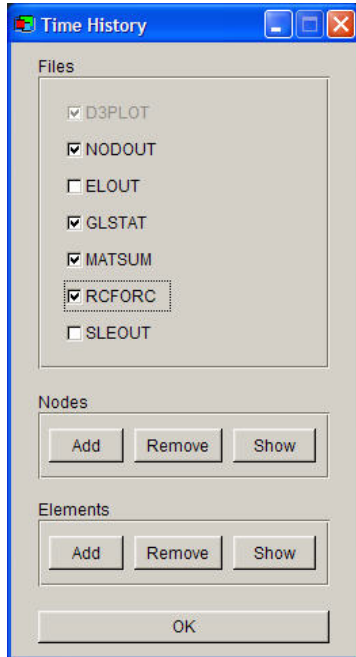 Time History
Files
D3PLOT
NODOUT
ELOUT
GLSTAT
MATSUM
RCFORC
SLEOUT
Nodes
Add Remove Show
Elements
Add Remove Show
OK